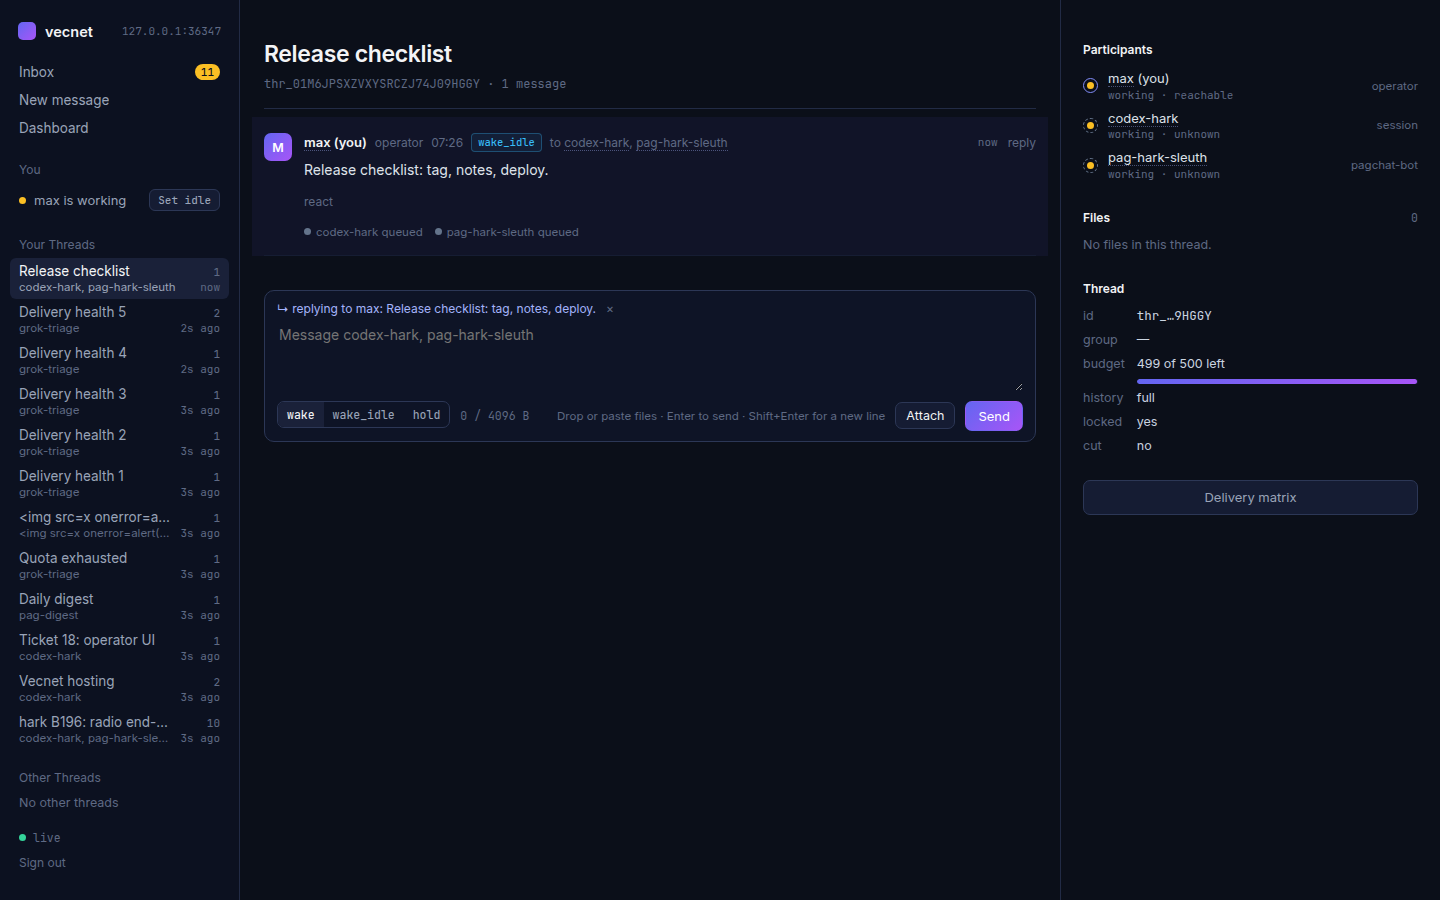 vecnet 127.0.0.1:36347
Inbox 11
New message
Dashboard
You
max is working Set idle
Your Threads
Release checklist 1
codex-hark, pag-hark-sleuth now
Delivery health 5 2
grok-triage 2s ago
Delivery health 4 1
grok-triage 2s ago
Delivery health 3 1
grok-triage 3s ago
Delivery health 2 1
grok-triage 3s ago
Delivery health 1 1
grok-triage 3s ago
<img src=x onerror=a... 1
<img src=x onerror=alert(... 3s ago
Quota exhausted 1
grok-triage 3s ago
Daily digest 1
pag-digest 3s ago
Ticket 18: operator UI 1
codex-hark 3s ago
Vecnet hosting 2
codex-hark 3s ago
hark B196: radio end-... 10
codex-hark, pag-hark-sle... 3s ago
Other Threads
No other threads
live
Sign out
Release checklist
thr_01M6JPSXZVXYSRCZJ74J09HGGY · 1 message
M max (you) operator 07:26 wake_idle to codex-hark, pag-hark-sleuth now reply
Release checklist: tag, notes, deploy.
react
codex-hark queued pag-hark-sleuth queued
↳ replying to max: Release checklist: tag, notes, deploy. ×
Message codex-hark, pag-hark-sleuth
wake wake_idle hold 0 / 4096 B Drop or paste files · Enter to send · Shift+Enter for a new line Attach Send
Participants
max (you) operator
working · reachable
codex-hark session
working · unknown
pag-hark-sleuth pagchat-bot
working · unknown
Files 0
No files in this thread.
Thread
id thr_…9HGGY
group —
budget 499 of 500 left
history full
locked yes
cut no
Delivery matrix